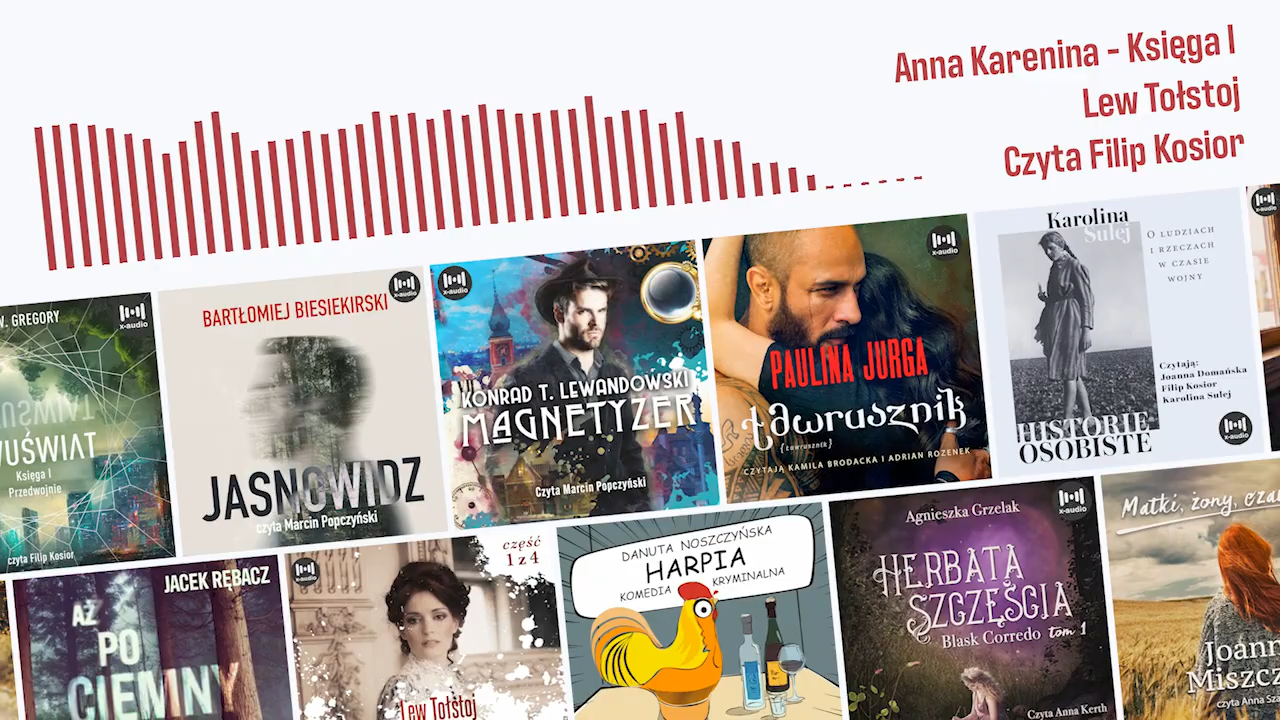 Anna Karenina - Księga I
Lew Tołstoj
Czyta Filip Kosior
W. GREGORY
x-audio
Księga I
Przedwojnie
czyta Filip Kosior
BARTŁOMIEJ BIESIEKIRSKI
x-audio
JASNOWIDZ
czyta Marcin Popczyński
x-audio
KONRAD T. LEWANDOWSKI
MAGNETYZER
Czyta Marcin Popczyński
x-audio
PAULINA JURGA
ławrusznik
{ławrusznik}
CZYTAJĄ KAMILA BRODACKA I ADRIAN ROZENEK
Karolina
Sulej
O LUDZIACH
I RZECZACH
W CZASIE
WOJNY
Czytają:
Joanna Domańska
Filip Kosior
Karolina Sulej
HISTORIE
OSOBISTE
x-audio
x-audio
JACEK RĘBACZ
AŻ
PO
CIEMNY
x-audio
część
1 z 4
Lew Tołstoj
DANUTA NOSZCZYŃSKA
HARPIA
KOMEDIA KRYMINALNA
x-audio
Agnieszka Grzelak
HERBATA
SZCZĘŚCIA
Blask Corredo tom 1
Czyta Anna Kerth
Matki, żony,